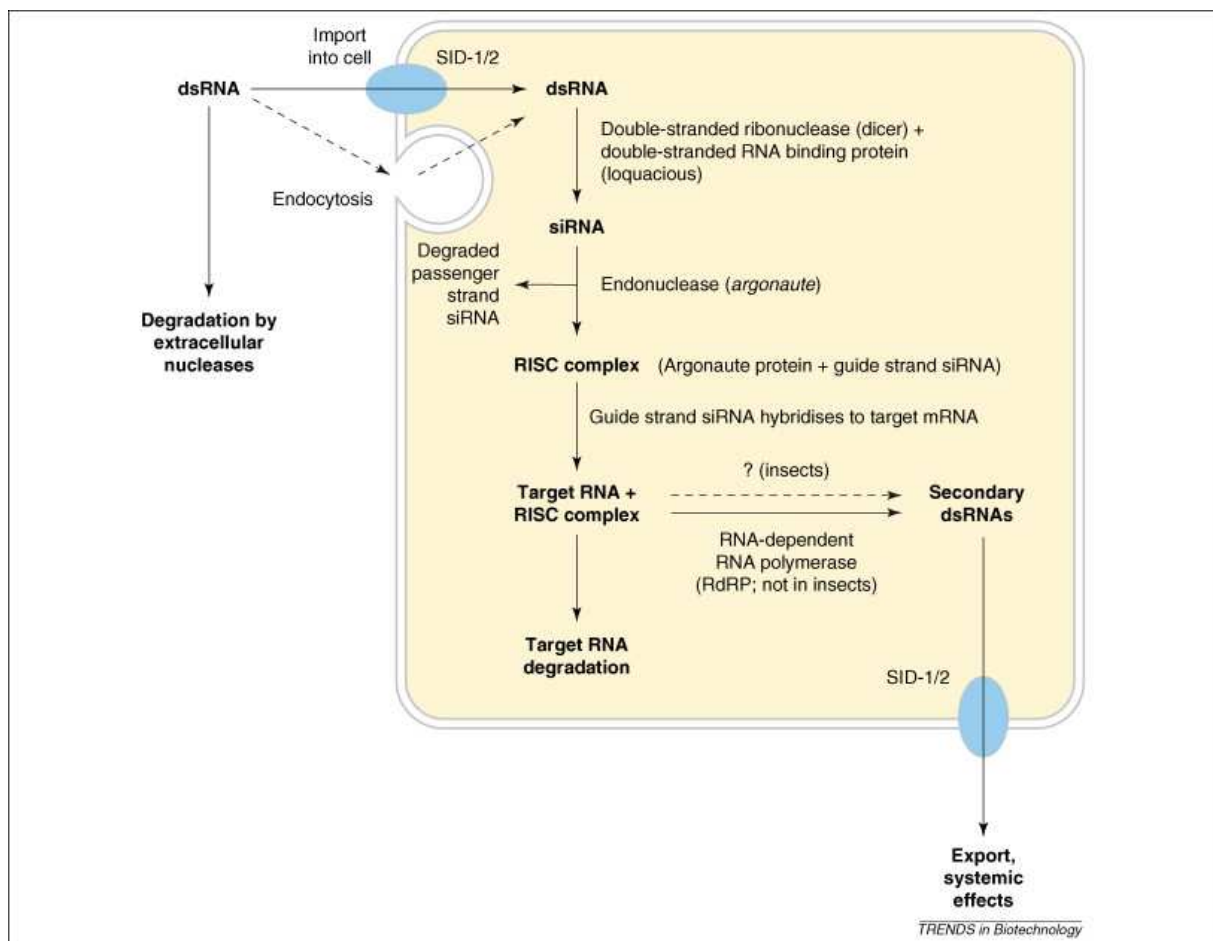 Import
into cell
SID-1/2
dsRNA
dsRNA
Double-stranded ribonuclease (dicer) +
double-stranded RNA binding protein
(loquacious)
Endocytosis
siRNA
Degraded
passenger
strand
siRNA
Endonuclease (argonaute)
Degradation by
extracellular
nucleases
RISC complex (Argonaute protein + guide strand siRNA)
Guide strand siRNA hybridises to target mRNA
? (insects)
Target RNA +
RISC complex
Secondary
dsRNAs
RNA-dependent
RNA polymerase
(RdRP; not in insects)
Target RNA
degradation
SID-1/2
Export,
systemic
effects
TRENDS in Biotechnology